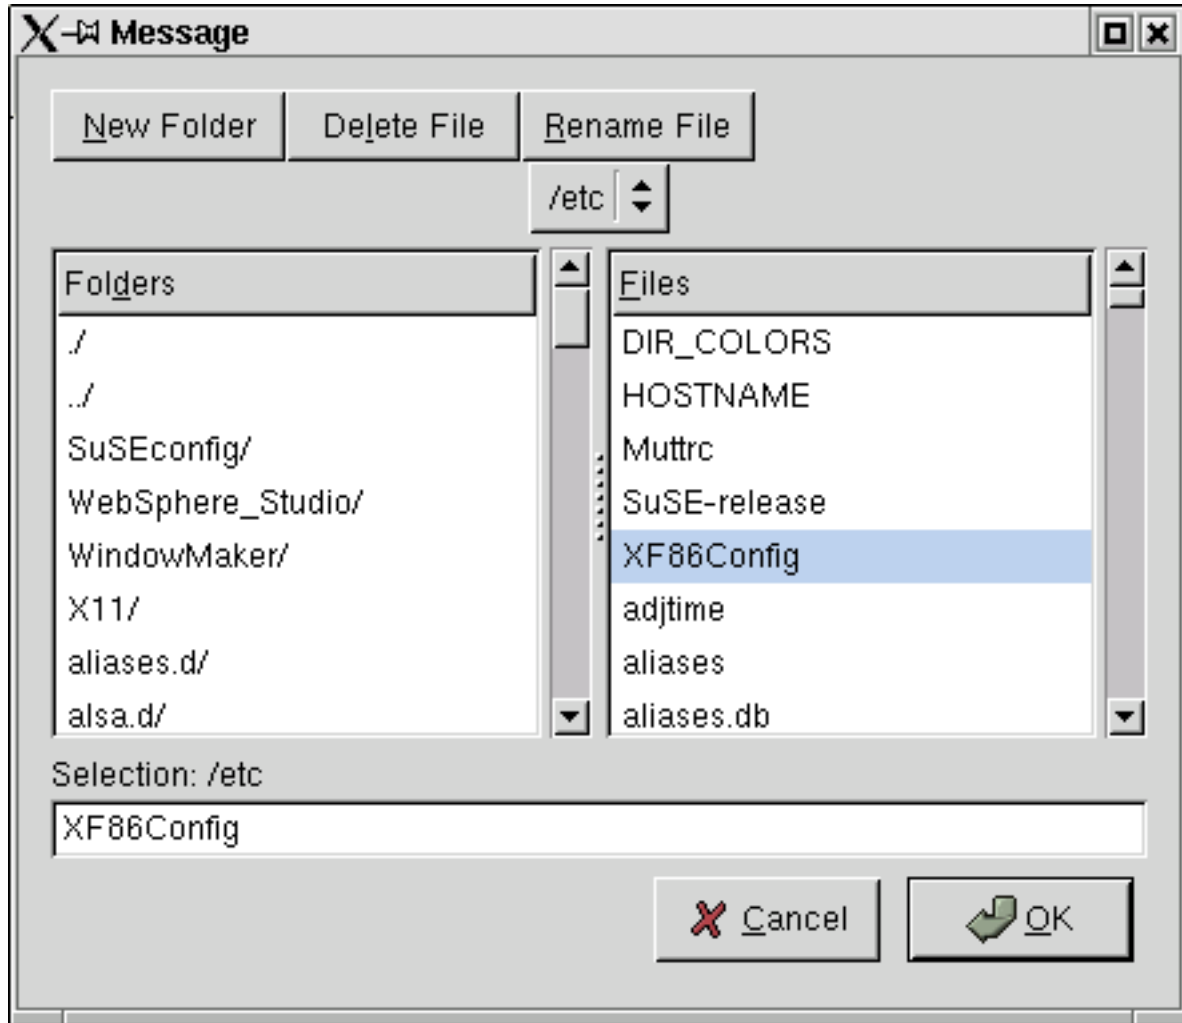 Message
New Folder Delete File Rename File
/etc
Folders
./
../
SuSEconfig/
WebSphere_Studio/
WindowMaker/
X11/
aliases.d/
alsa.d/
Files
DIR_COLORS
HOSTNAME
Muttrc
SuSE-release
XF86Config
adjtime
aliases
aliases.db
Selection: /etc
XF86Config
Cancel OK